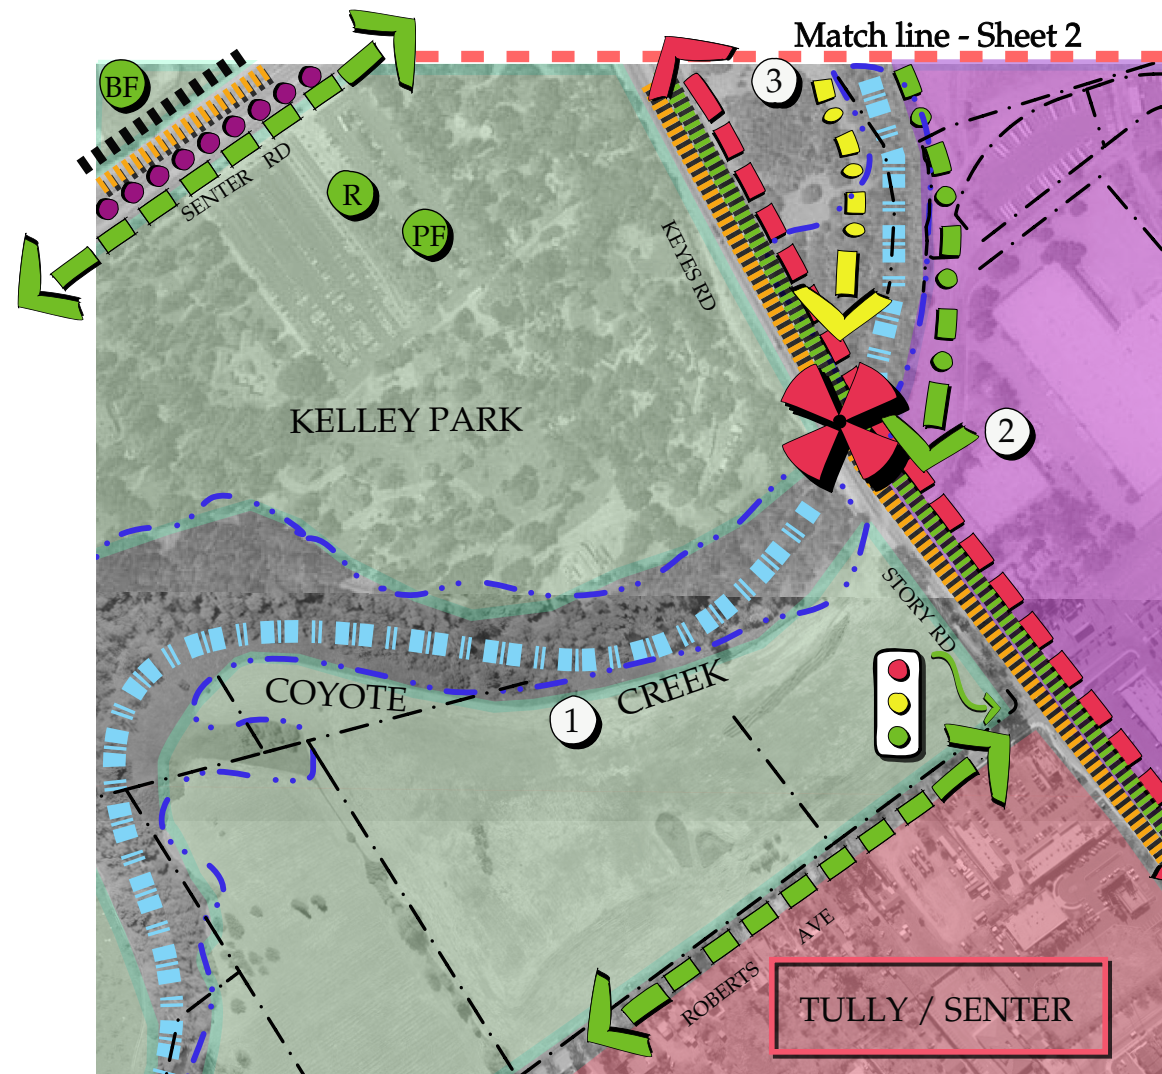 Match line - Sheet 2
BF
3
SENTER RD
R
PF
KEYES RD
KELLEY PARK
2
STORY RD
COYOTE CREEK
1
ROBERTS AVE
TULLY / SENTER